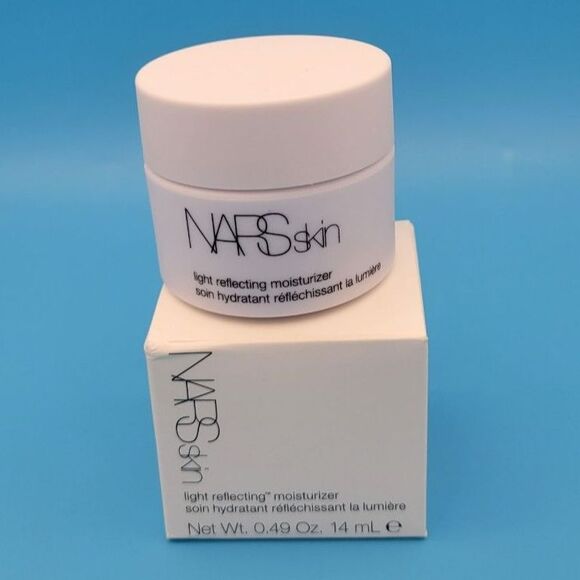 NARSskin
light reflecting moisturizer
soin hydratant réfléchissant la lumière
NARSskin
light reflecting™ moisturizer
soin hydratant réfléchissant la lumière
Net Wt. 0.49 Oz. 14 mL ℮